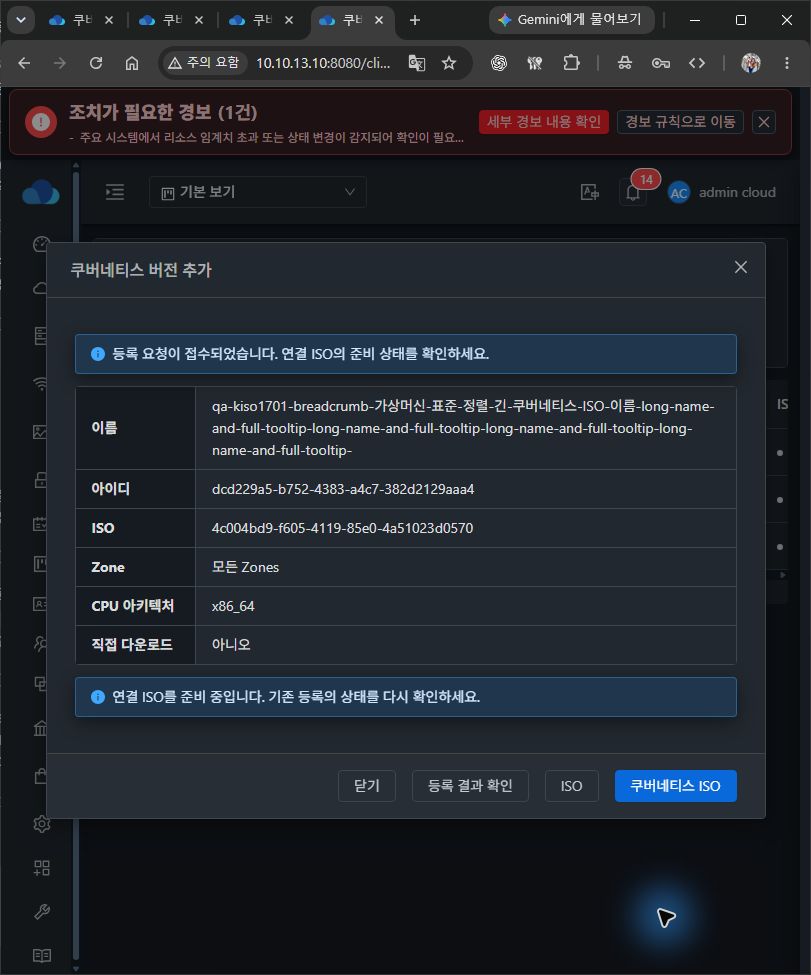 쿠버
쿠버
쿠버
쿠버
Gemini에게 물어보기
주의 요함
10.10.13.10:8080/cli...
조치가 필요한 경보 (1건)
- 주요 시스템에서 리소스 임계치 초과 또는 상태 변경이 감지되어 확인이 필요...
세부 경보 내용 확인
경보 규칙으로 이동
기본 보기
14
AC
admin cloud
쿠버네티스 버전 추가
등록 요청이 접수되었습니다. 연결 ISO의 준비 상태를 확인하세요.
이름
qa-kiso1701-breadcrumb-가상머신-표준-정렬-긴-쿠버네티스-ISO-이름-long-name-
and-full-tooltip-long-name-and-full-tooltip-long-name-and-full-tooltip-long-
name-and-full-tooltip-
아이디
dcd229a5-b752-4383-a4c7-382d2129aaa4
ISO
4c004bd9-f605-4119-85e0-4a51023d0570
Zone
모든 Zones
CPU 아키텍처
x86_64
직접 다운로드
아니오
연결 ISO를 준비 중입니다. 기존 등록의 상태를 다시 확인하세요.
닫기
등록 결과 확인
ISO
쿠버네티스 ISO
IS